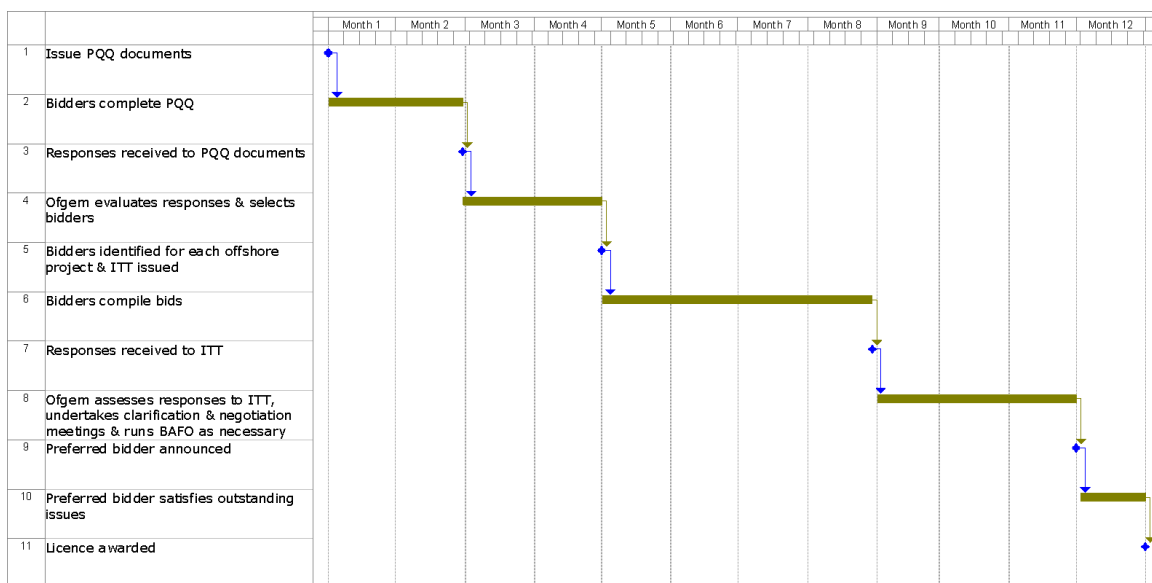 Month 1 Month 2 Month 3 Month 4 Month 5 Month 6 Month 7 Month 8 Month 9 Month 10 Month 11 Month 12
1 Issue PQQ documents
2 Bidders complete PQQ
3 Responses received to PQQ documents
4 Ofgem evaluates responses & selects
bidders
5 Bidders identified for each offshore
project & ITT issued
6 Bidders compile bids
7 Responses received to ITT
8 Ofgem assesses responses to ITT,
undertakes clarification & negotiation
meetings & runs BAFO as necessary
9 Preferred bidder announced
10 Preferred bidder satisfies outstanding
issues
11 Licence awarded